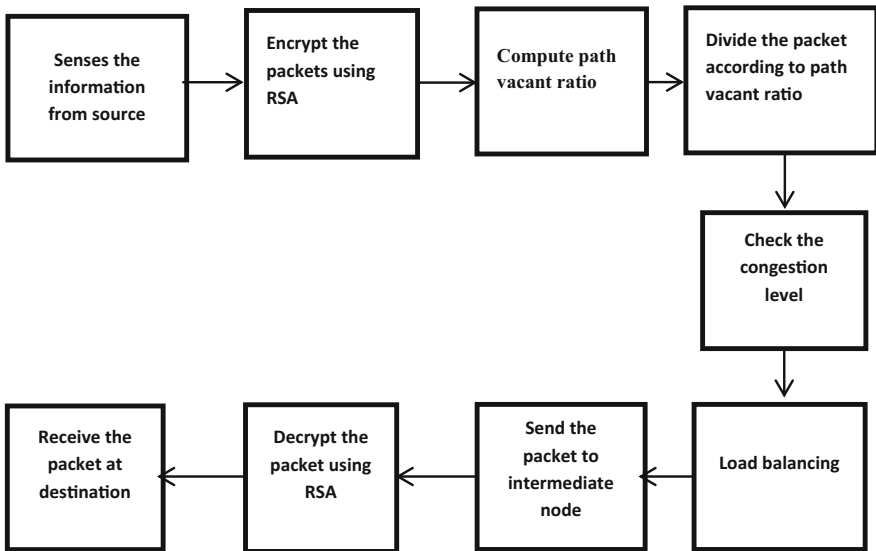 Senses the
information
from source
Encrypt the
packets using
RSA
Compute path
vacant ratio
Divide the packet
according to path
vacant ratio
Check the
congestion
level
Load balancing
Send the
packet to
intermediate
node
Decrypt the
packet using
RSA
Receive the
packet at
destination